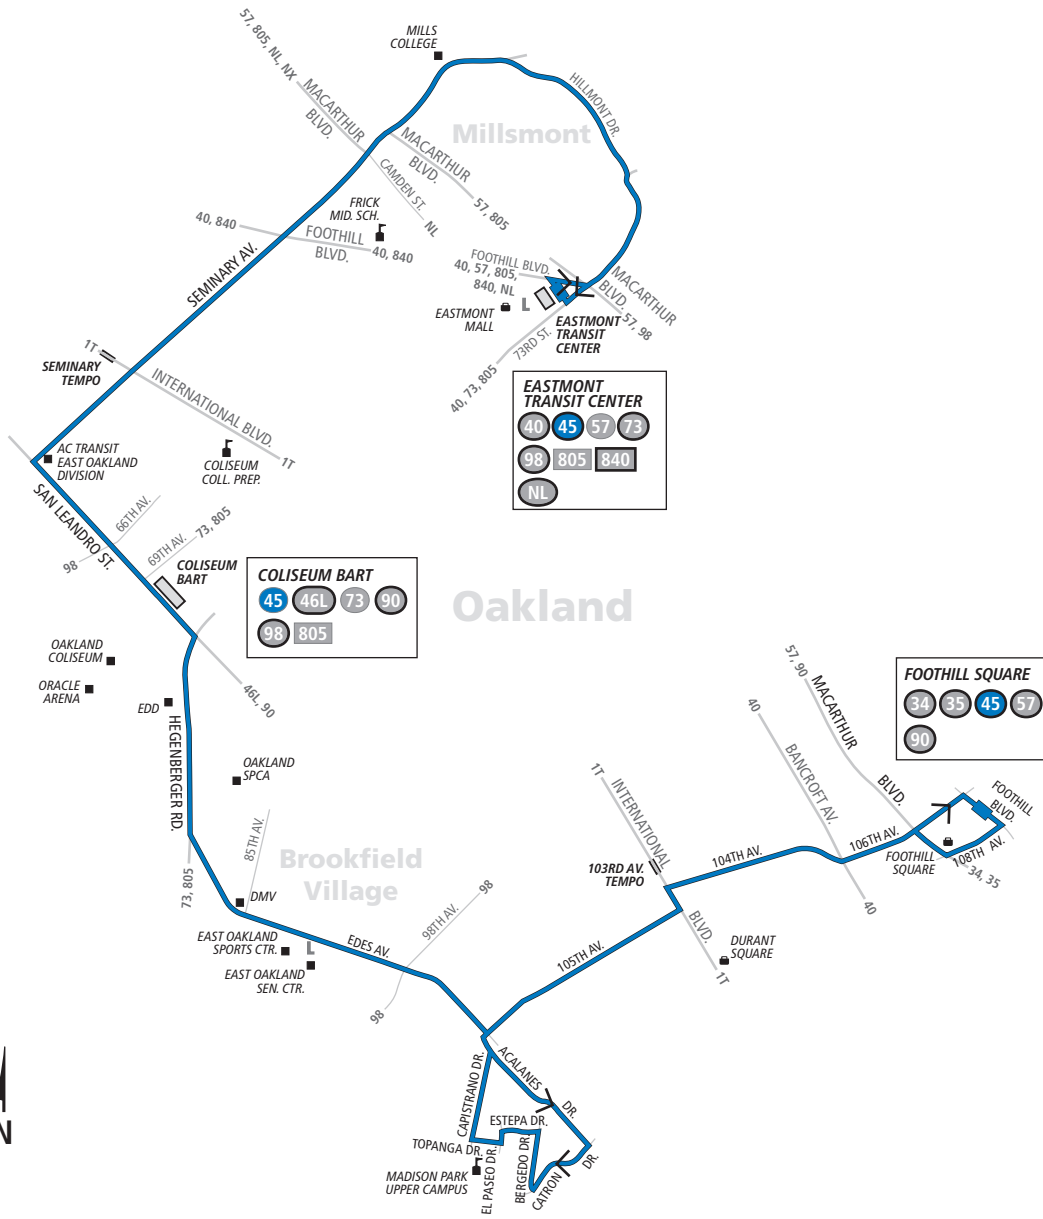 MILLS
COLLEGE
57, 805, NL, NX
MACARTHUR
BLVD.
HILLMONT DR.
Millsmont
MACARTHUR
BLVD.
57, 805
CAMDEN ST.
NL
FRICK
MID. SCH.
40, 840
FOOTHILL
BLVD.
40, 840
SEMINARY AV.
FOOTHILL BLVD.
40, 57, 805,
840, NL
MACARTHUR
BLVD.
57, 98
EASTMONT
MALL
L
EASTMONT
TRANSIT
CENTER
73RD ST.
40, 73, 805
1T
SEMINARY
TEMPO
INTERNATIONAL BLVD.
1T
EASTMONT
TRANSIT CENTER
40 45 57 73
98 805 840
NL
AC TRANSIT
EAST OAKLAND
DIVISION
COLISEUM
COLL. PREP.
SAN LEANDRO ST.
66TH AV.
98
69TH AV.
73, 805
COLISEUM
BART
COLISEUM BART
45 46L 73 90
98 805
Oakland
OAKLAND
COLISEUM
ORACLE
ARENA
EDD
46L, 90
HEGENBERGER RD.
OAKLAND
SPCA
85TH AV.
73, 805
Brookfield
Village
DMV
EAST OAKLAND
SPORTS CTR.
L
EAST OAKLAND
SEN. CTR.
EDES AV.
98TH AV.
98
98
57, 90
MACARTHUR
BLVD.
FOOTHILL SQUARE
34 35 45 57
90
40
BANCROFT AV.
40
1T
INTERNATIONAL
BLVD.
1T
103RD AV.
TEMPO
104TH AV.
106TH AV.
FOOTHILL
BLVD.
FOOTHILL
SQUARE
108TH AV.
34, 35
105TH AV.
DURANT
SQUARE
ACALANES
DR.
CAPISTRANO DR.
ESTEPA DR.
TOPANGA DR.
EL PASEO DR.
BERGEDO DR.
CATRON
DR.
MADISON PARK
UPPER CAMPUS
N